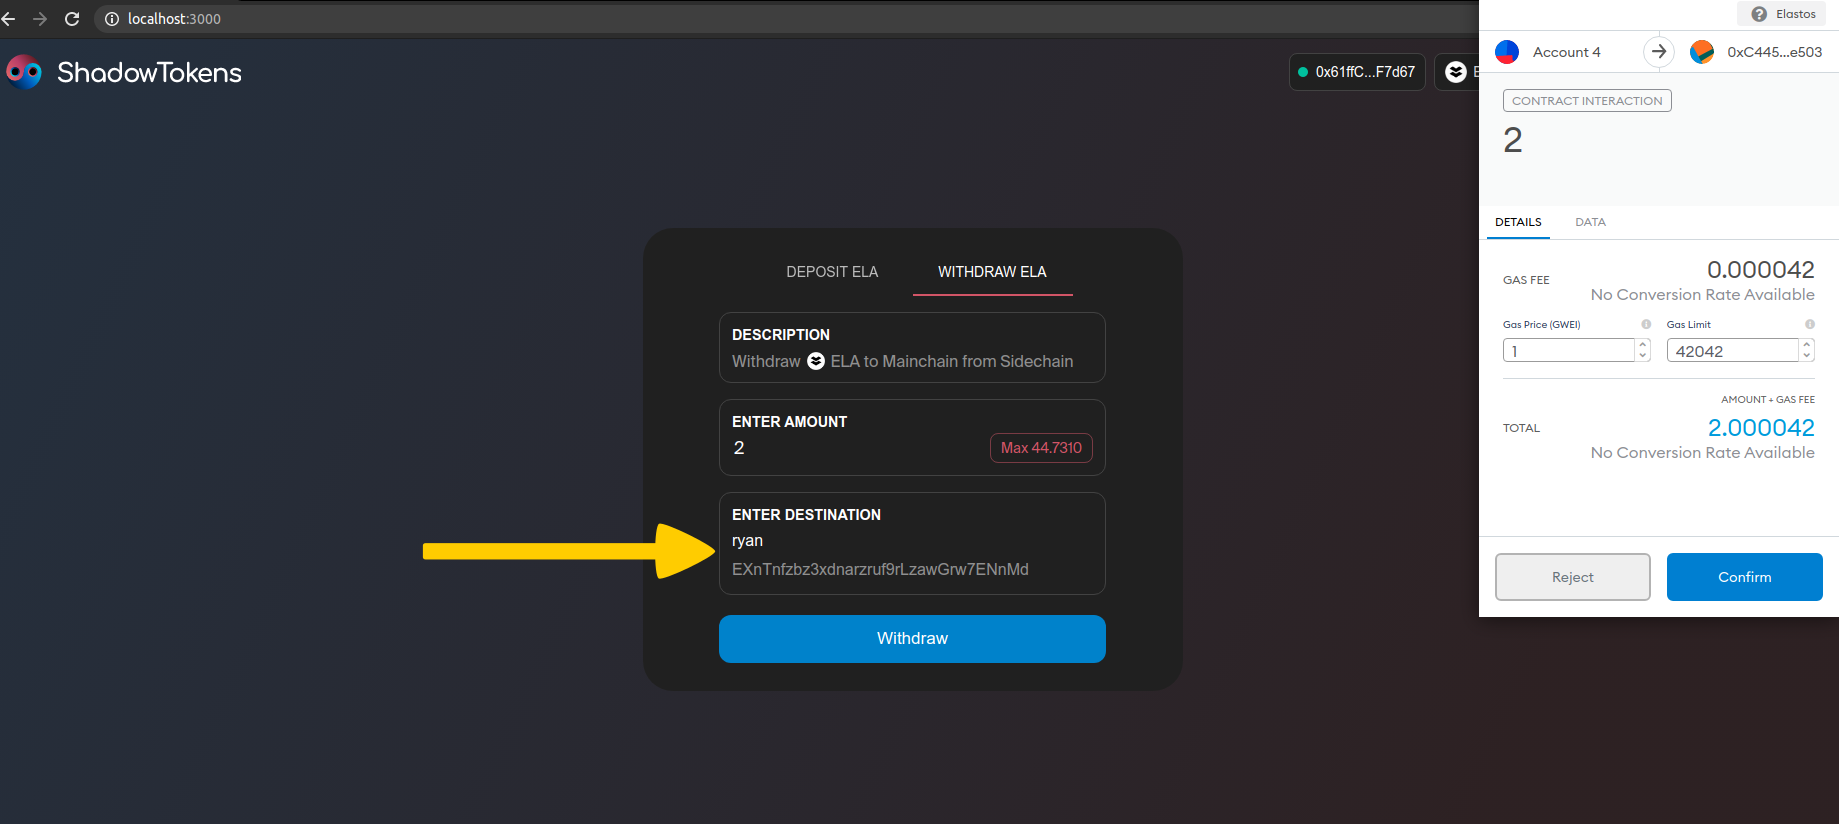 localhost:3000
ShadowTokens
0x61ffC...F7d67
E
DEPOSIT ELA
WITHDRAW ELA
DESCRIPTION
Withdraw ELA to Mainchain from Sidechain
ENTER AMOUNT
2
Max 44.7310
ENTER DESTINATION
ryan
EXnTnfzbz3xdnarzruf9rLzawGrw7ENnMd
Withdraw
Elastos
Account 4
0xC445...e503
CONTRACT INTERACTION
2
DETAILS
DATA
GAS FEE
0.000042
No Conversion Rate Available
Gas Price (GWEI)
Gas Limit
1
42042
AMOUNT + GAS FEE
TOTAL
2.000042
No Conversion Rate Available
Reject
Confirm